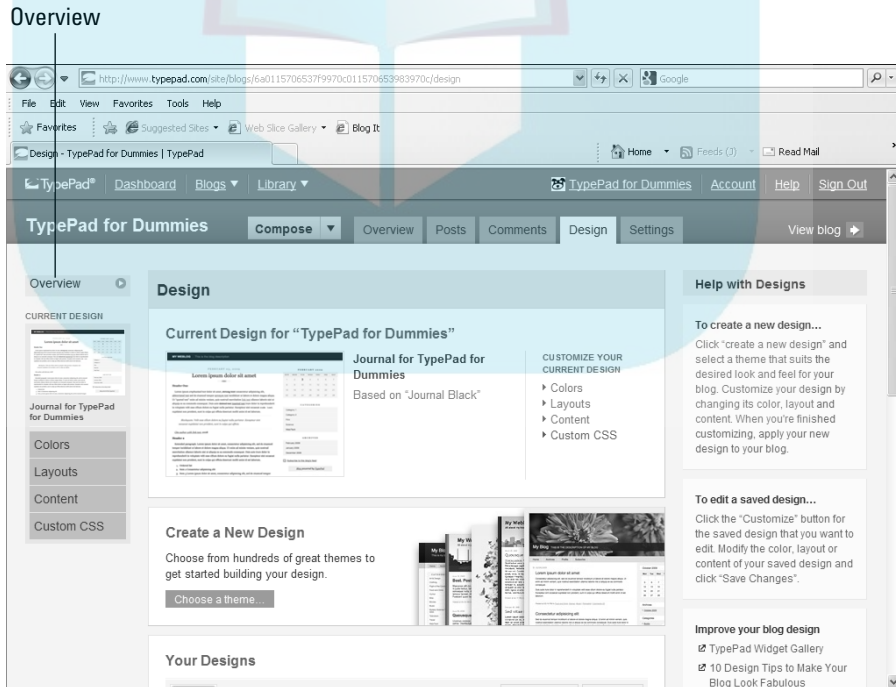 Overview
http://www.typepad.com/site/blogs/6a0115706537f9970c011570653983970c/design
Google
File Edit View Favorites Tools Help
Favorites Suggested Sites Web Slice Gallery Blog It
Design - TypePad for Dummies | TypePad
Home Feeds (J) Read Mail
TypePad® Dashboard Blogs Library TypePad for Dummies Account Help Sign Out
TypePad for Dummies Compose Overview Posts Comments Design Settings View blog
Overview
CURRENT DESIGN
Journal for TypePad
for Dummies
Colors
Layouts
Content
Custom CSS
Design
Current Design for “TypePad for Dummies”
Lorem ipsum dolor sit amet
Journal for TypePad for
Dummies
Based on “Journal Black”
CUSTOMIZE YOUR
CURRENT DESIGN
Colors
Layouts
Content
Custom CSS
Create a New Design
Choose from hundreds of great themes to
get started building your design.
Choose a theme...
My Blog
Your Designs
Help with Designs
To create a new design...
Click “create a new design” and
select a theme that suits the
desired look and feel for your
blog. Customize your design by
changing its color, layout and
content. When you're finished
customizing, apply your new
design to your blog.
To edit a saved design...
Click the “Customize” button for
the saved design that you want to
edit. Modify the color, layout or
content of your saved design and
click “Save Changes”.
Improve your blog design
TypePad Widget Gallery
10 Design Tips to Make Your
Blog Look Fabulous